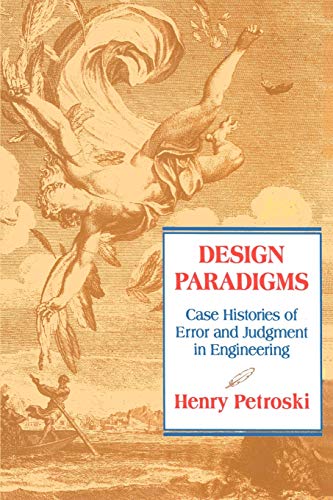 DESIGN
PARADIGMS
Case Histories of
Error and Judgment
in Engineering
Henry Petroski